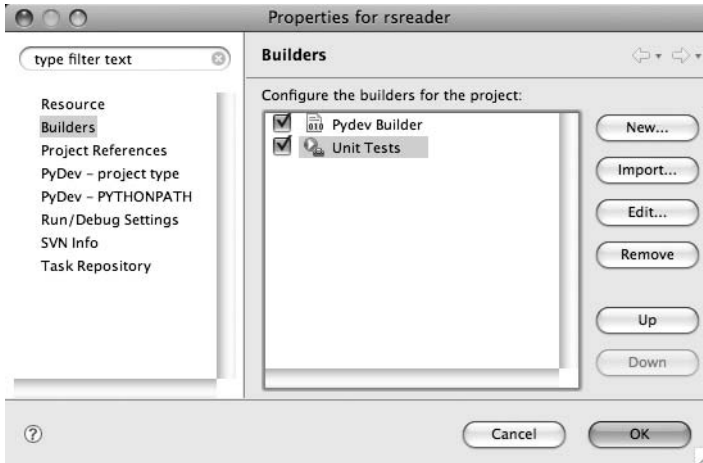 Properties for rsreader
type filter text
Resource
Builders
Project References
PyDev – project type
PyDev – PYTHONPATH
Run/Debug Settings
SVN Info
Task Repository
Builders
Configure the builders for the project:
Pydev Builder
Unit Tests
New...
Import...
Edit...
Remove
Up
Down
?
Cancel
OK